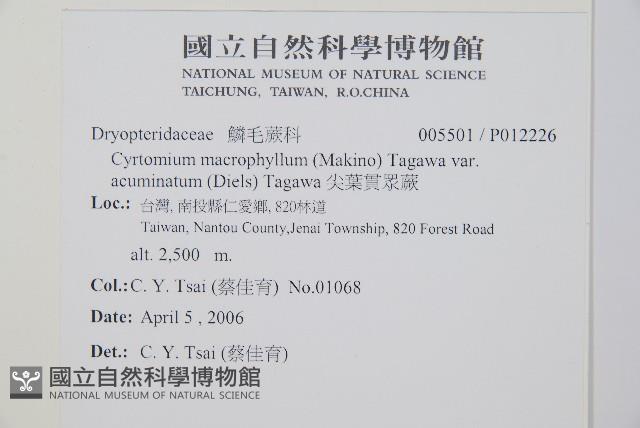 國立自然科學博物館
NATIONAL MUSEUM OF NATURAL SCIENCE
TAICHUNG, TAIWAN, R.O.CHINA
Dryopteridaceae 鱗毛蕨科 005501 / P012226
Cyrtomium macrophyllum (Makino) Tagawa var.
acuminatum (Diels) Tagawa 尖葉貫眾蕨
Loc.: 台灣, 南投縣仁愛鄉, 820林道
Taiwan, Nantou County,Jenai Township, 820 Forest Road
alt. 2,500 m.
Col.: C. Y. Tsai (蔡佳育) No.01068
Date: April 5 , 2006
Det.: C. Y. Tsai (蔡佳育)
國立自然科學博物館
NATIONAL MUSEUM OF NATURAL SCIENCE